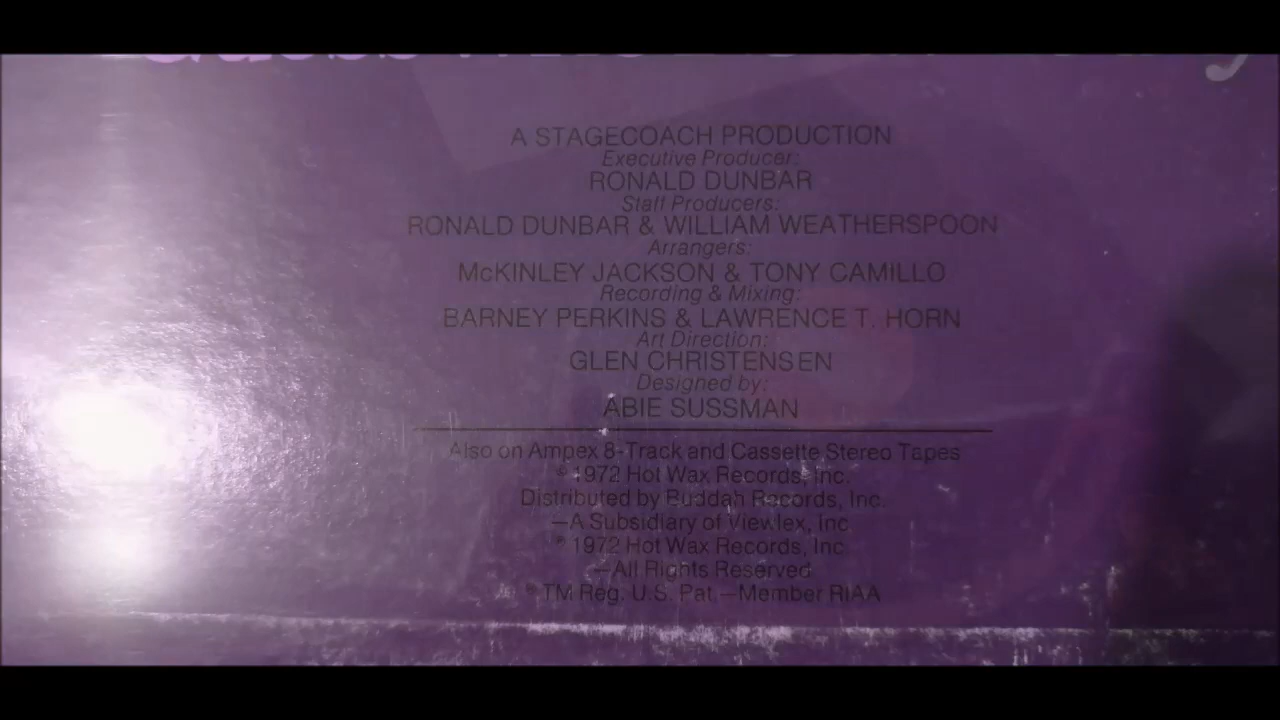 A STAGECOACH PRODUCTION
Executive Producer:
RONALD DUNBAR
Staff Producers:
RONALD DUNBAR & WILLIAM WEATHERSPOON
Arrangers:
McKINLEY JACKSON & TONY CAMILLO
Recording & Mixing:
BARNEY PERKINS & LAWRENCE T. HORN
Art Direction:
GLEN CHRISTENSEN
Designed by:
ABIE SUSSMAN
Also on Ampex 8-Track and Cassette Stereo Tapes
℗ 1972 Hot Wax Records, Inc.
Distributed by Buddah Records, Inc.
—A Subsidiary of Viewlex, Inc
℗ 1972 Hot Wax Records, Inc.
—All Rights Reserved
® TM Reg. U.S. Pat.—Member RIAA